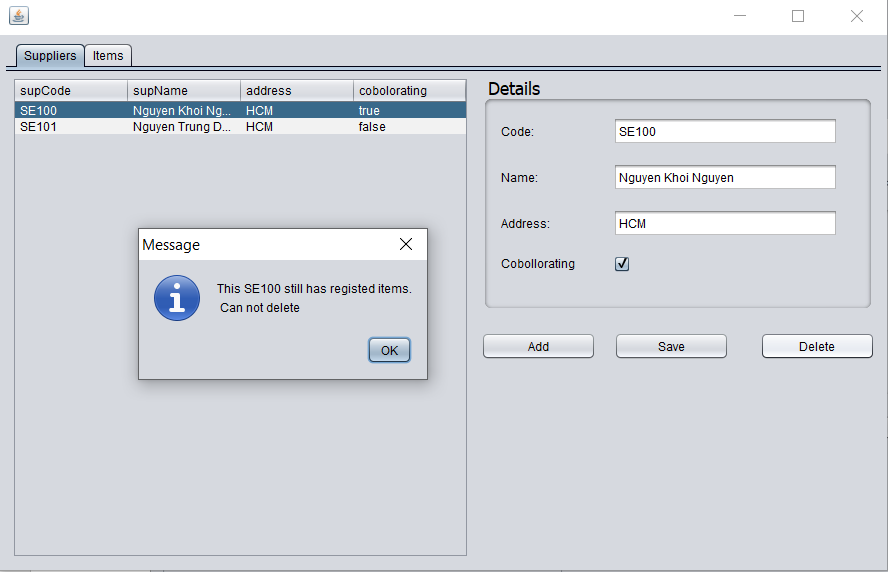 Suppliers Items
supCode supName address cobolorating
SE100 Nguyen Khoi Ng... HCM true
SE101 Nguyen Trung D... HCM false
Details
Code: SE100
Name: Nguyen Khoi Nguyen
Address: HCM
Cobollorating
Message
This SE100 still has registed items.
Can not delete
OK
Add Save Delete